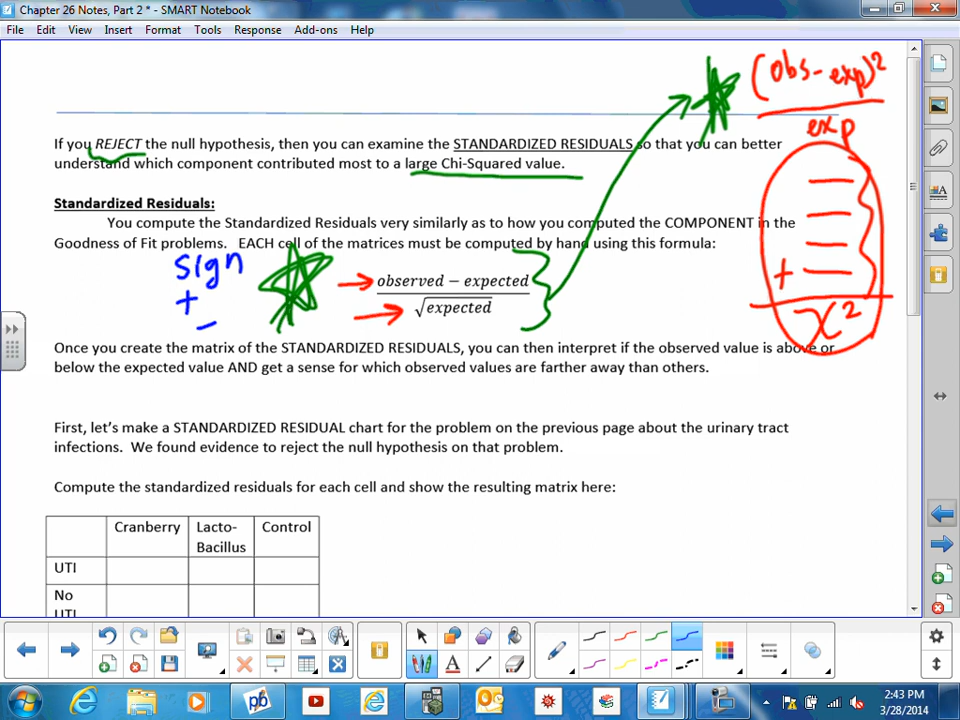 Chapter 26 Notes, Part 2 * - SMART Notebook
File Edit View Insert Format Tools Response Add-ons Help
(obs - exp)²
exp
If you REJECT the null hypothesis, then you can examine the STANDARDIZED RESIDUALS so that you can better
understand which component contributed most to a large Chi-Squared value.
Standardized Residuals:
You compute the Standardized Residuals very similarly as to how you computed the COMPONENT in the
Goodness of Fit problems. EACH cell of the matrices must be computed by hand using this formula:
sign
+
−
observed − expected
√expected
+
χ²
Once you create the matrix of the STANDARDIZED RESIDUALS, you can then interpret if the observed value is above or
below the expected value AND get a sense for which observed values are farther away than others.
First, let's make a STANDARDIZED RESIDUAL chart for the problem on the previous page about the urinary tract
infections. We found evidence to reject the null hypothesis on that problem.
Compute the standardized residuals for each cell and show the resulting matrix here:
Cranberry Lacto- Control
Bacillus
UTI
No
UTI
A
pb
2:43 PM
3/28/2014